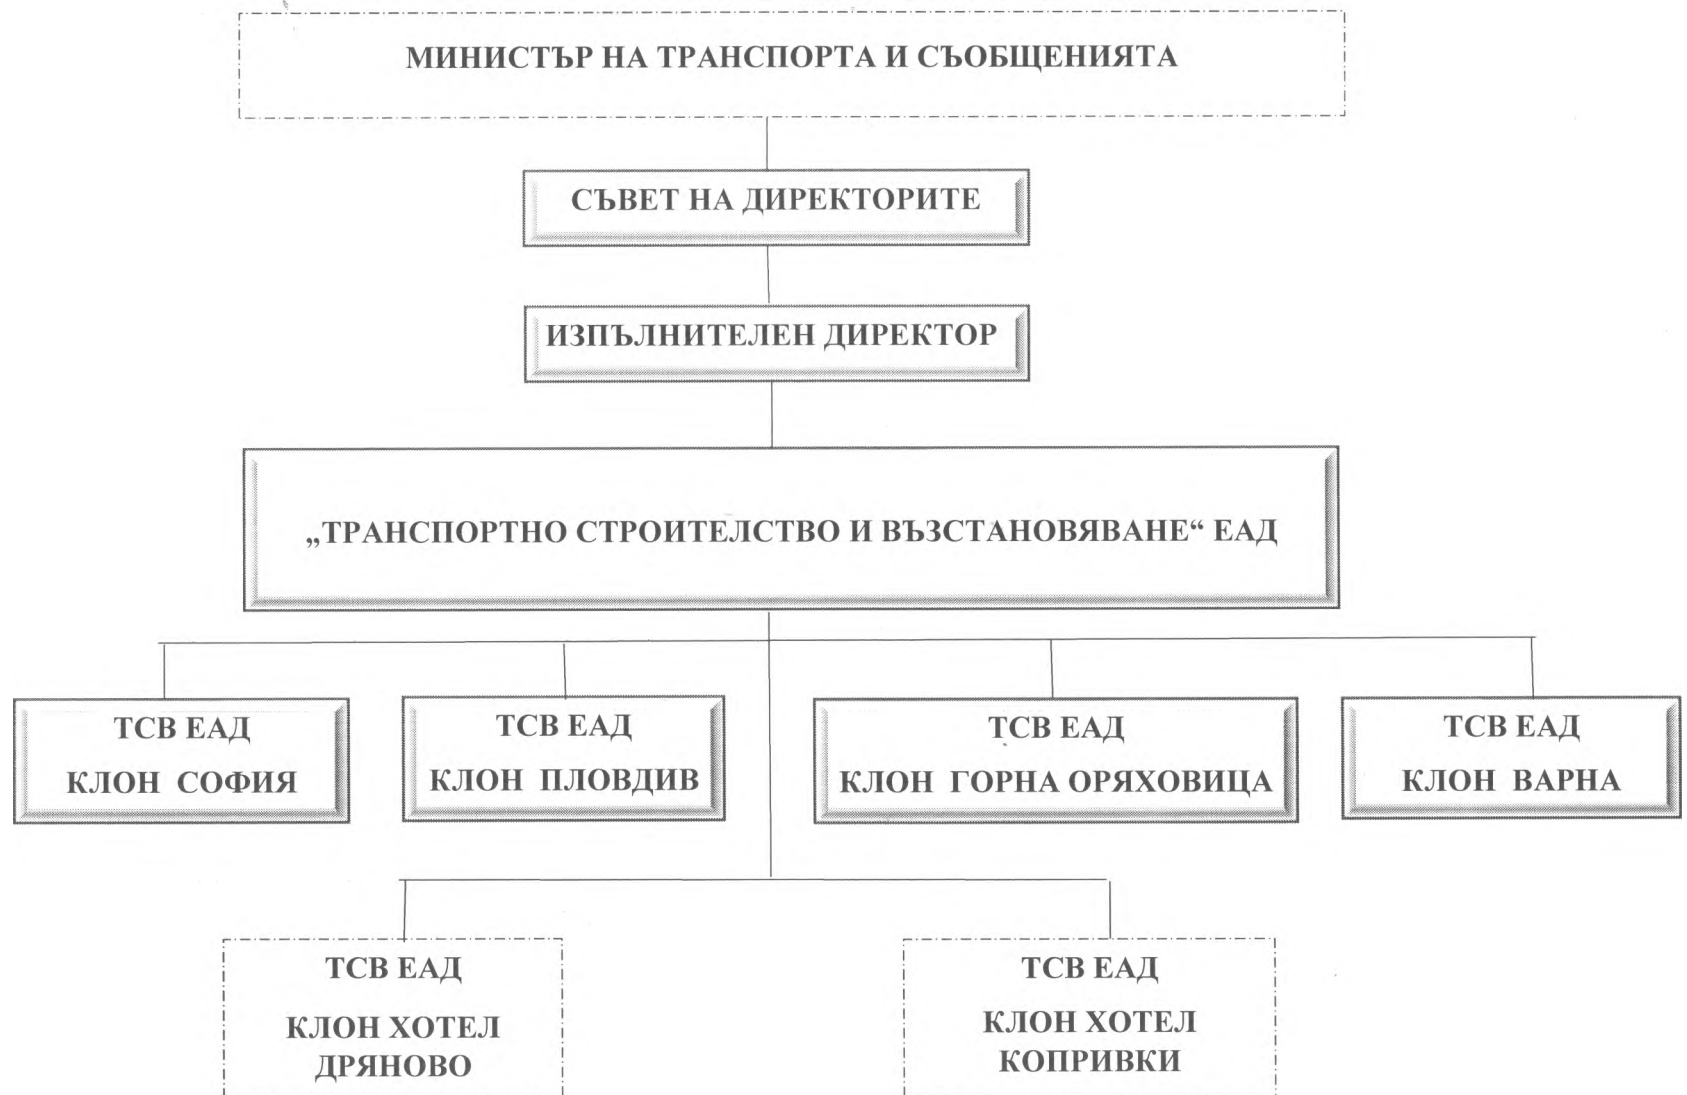 МИНИСТЪР НА ТРАНСПОРТА И СЪОБЩЕНИЯТА
СЪВЕТ НА ДИРЕКТОРИТЕ
ИЗПЪЛНИТЕЛЕН ДИРЕКТОР
„ТРАНСПОРТНО СТРОИТЕЛСТВО И ВЪЗСТАНОВЯВАНЕ“ ЕАД
ТСВ ЕАД
КЛОН СОФИЯ
ТСВ ЕАД
КЛОН ПЛОВДИВ
ТСВ ЕАД
КЛОН ГОРНА ОРЯХОВИЦА
ТСВ ЕАД
КЛОН ВАРНА
ТСВ ЕАД
КЛОН ХОТЕЛ
ДРЯНОВО
ТСВ ЕАД
КЛОН ХОТЕЛ
КОПРИВКИ